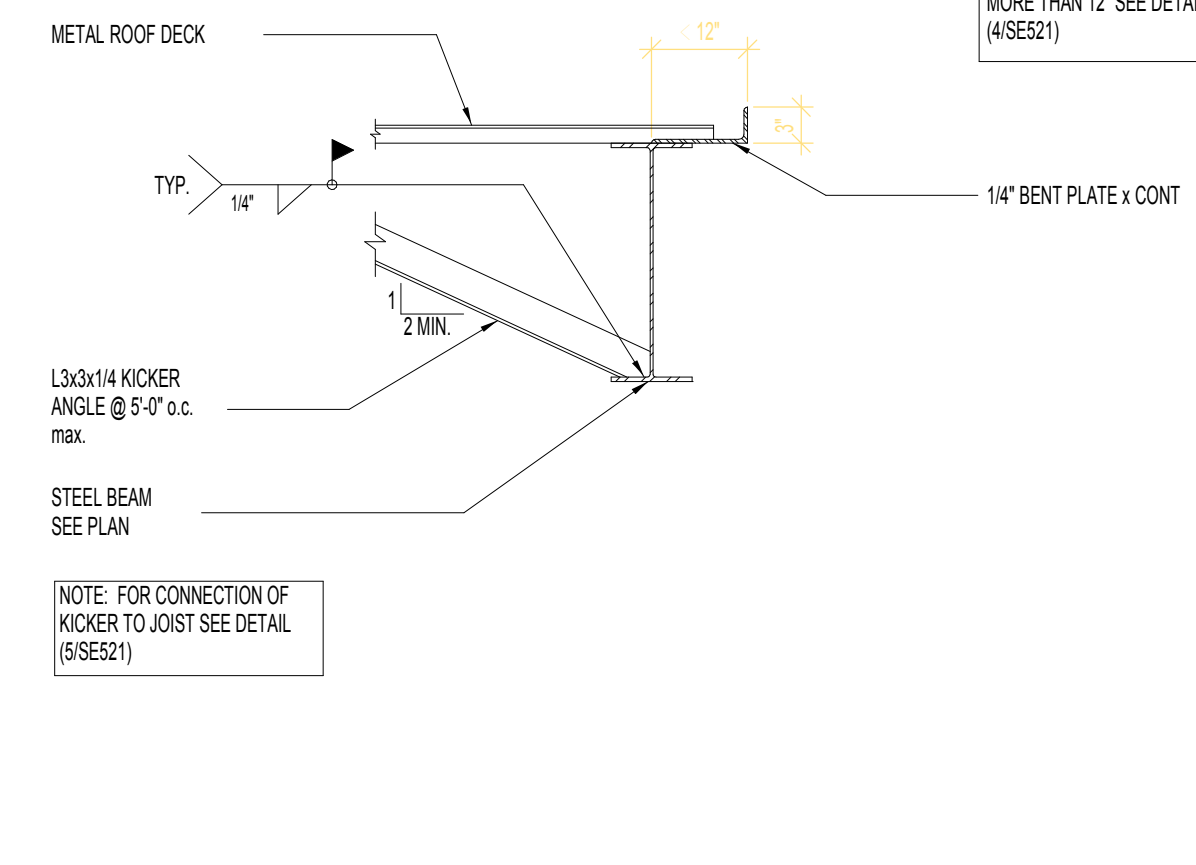 MORE THAN 12" SEE DETAIL
(4/SE521)
METAL ROOF DECK
< 12"
3"
TYP.
1/4"
1/4" BENT PLATE x CONT
1
2 MIN.
L3x3x1/4 KICKER
ANGLE @ 5'-0" o.c.
max.
STEEL BEAM
SEE PLAN
NOTE: FOR CONNECTION OF
KICKER TO JOIST SEE DETAIL
(5/SE521)